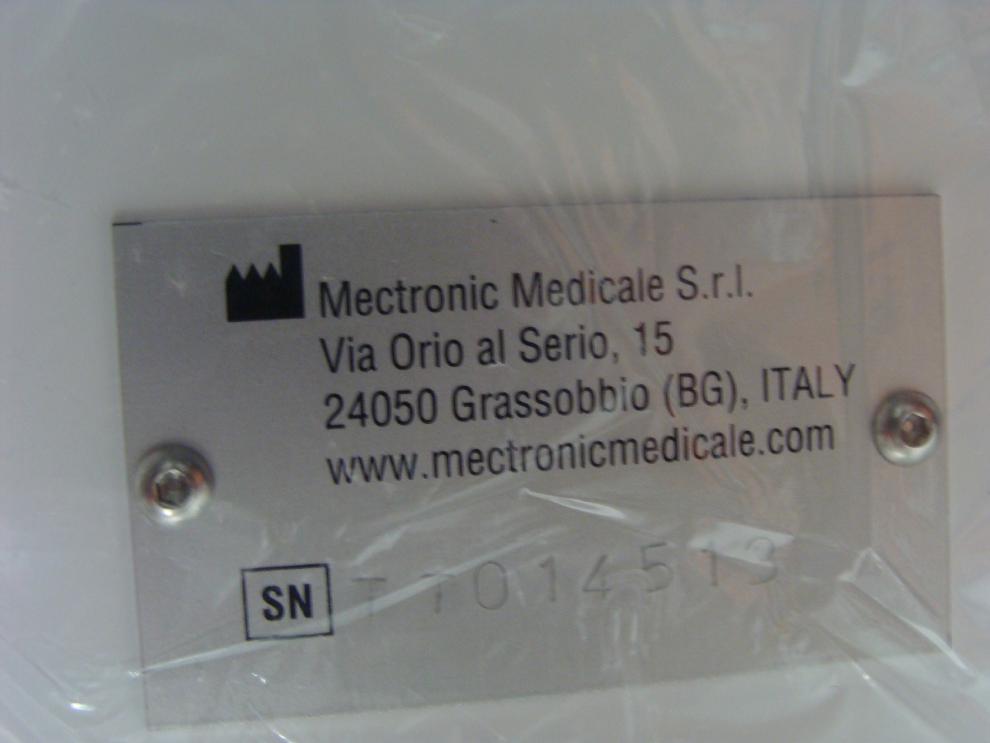 Mectronic Medicale S.r.l.
Via Orio al Serio, 15
24050 Grassobbio (BG), ITALY
www.mectronicmedicale.com
SN